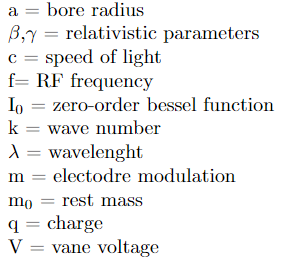 a = bore radius
β,γ = relativistic parameters
c = speed of light
f= RF frequency
I₀ = zero-order bessel function
k = wave number
λ = wavelenght
m = electodre modulation
m₀ = rest mass
q = charge
V = vane voltage